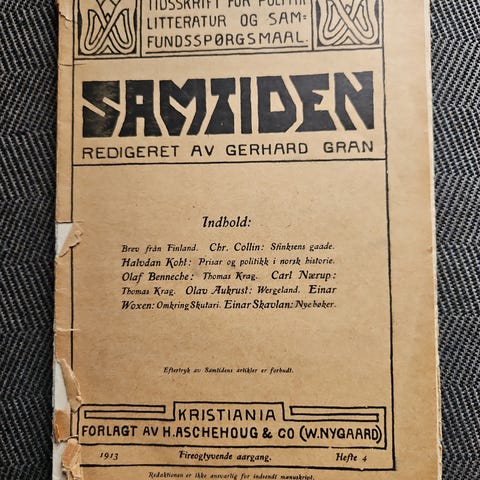 TIDSSKRIFT FOR POLITIK
LITTERATUR OG SAM=
FUNDSSPØRGSMAAL.
SAMTIDEN
REDIGERET AV GERHARD GRAN
Indhold:
Brev från Finland. Chr. Collin: Sfinksens gaade.
Halvdan Koht: Prisar og politikk i norsk historie.
Olaf Benneche: Thomas Krag. Carl Nærup:
Thomas Krag. Olav Aukrust: Wergeland. Einar
Woxen: Omkring Skutari. Einar Skavlan: Nye bøker.
Eftertryk av Samtidens artikler er forbudt.
KRISTIANIA
FORLAGT AV H. ASCHEHOUG & CO (W. NYGAARD)
1913 Fireogtyvende aargang. Hefte 4
Redaktionen er ikke ansvarlig for indsendt manuskript.